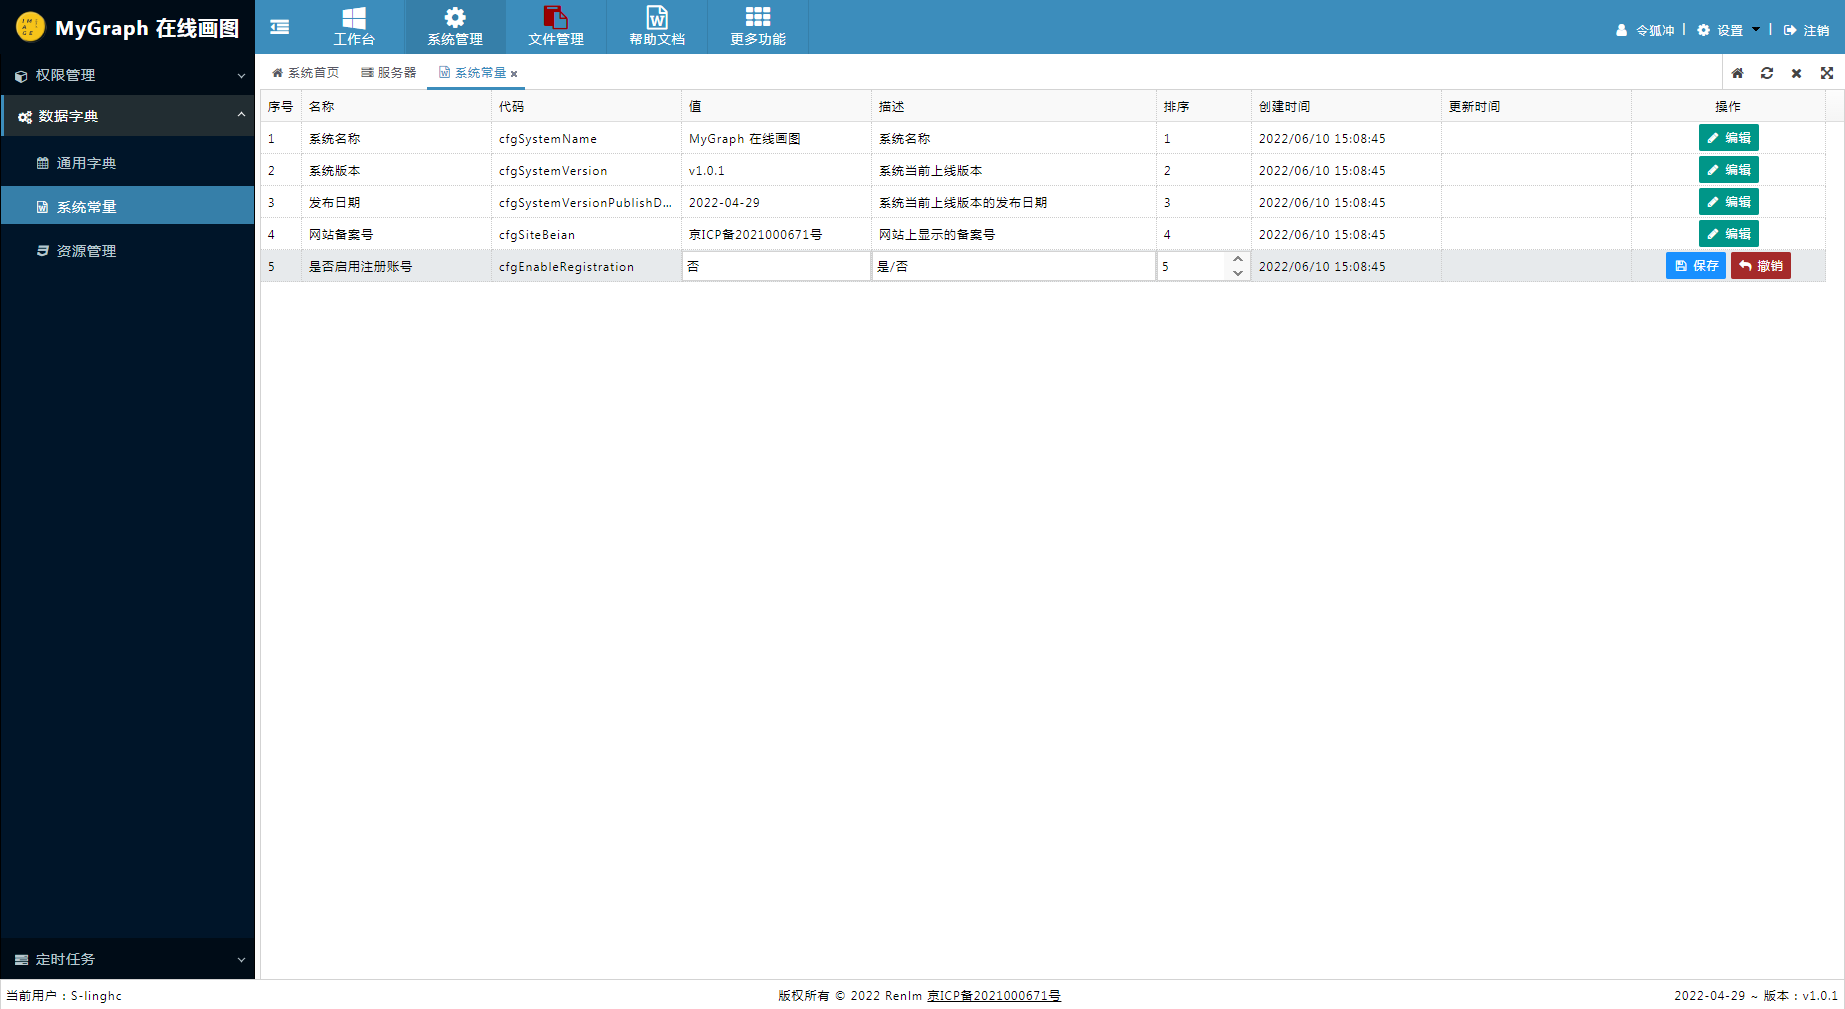 MyGraph 在线画图
工作台
系统管理
文件管理
帮助文档
更多功能
令狐冲
设置
注销
权限管理
数据字典
通用字典
系统常量
资源管理
定时任务
系统首页 服务器 系统常量
序号 名称 代码 值 描述 排序 创建时间 更新时间 操作
1 系统名称 cfgSystemName MyGraph 在线画图 系统名称 1 2022/06/10 15:08:45 编辑
2 系统版本 cfgSystemVersion v1.0.1 系统当前上线版本 2 2022/06/10 15:08:45 编辑
3 发布日期 cfgSystemVersionPublishD... 2022-04-29 系统当前上线版本的发布日期 3 2022/06/10 15:08:45 编辑
4 网站备案号 cfgSiteBeian 京ICP备2021000671号 网站上显示的备案号 4 2022/06/10 15:08:45 编辑
5 是否启用注册账号 cfgEnableRegistration 否 是/否 5 2022/06/10 15:08:45 保存 撤销
当前用户：S-linghc
版权所有 © 2022 Renlm 京ICP备2021000671号
2022-04-29 ~ 版本：v1.0.1